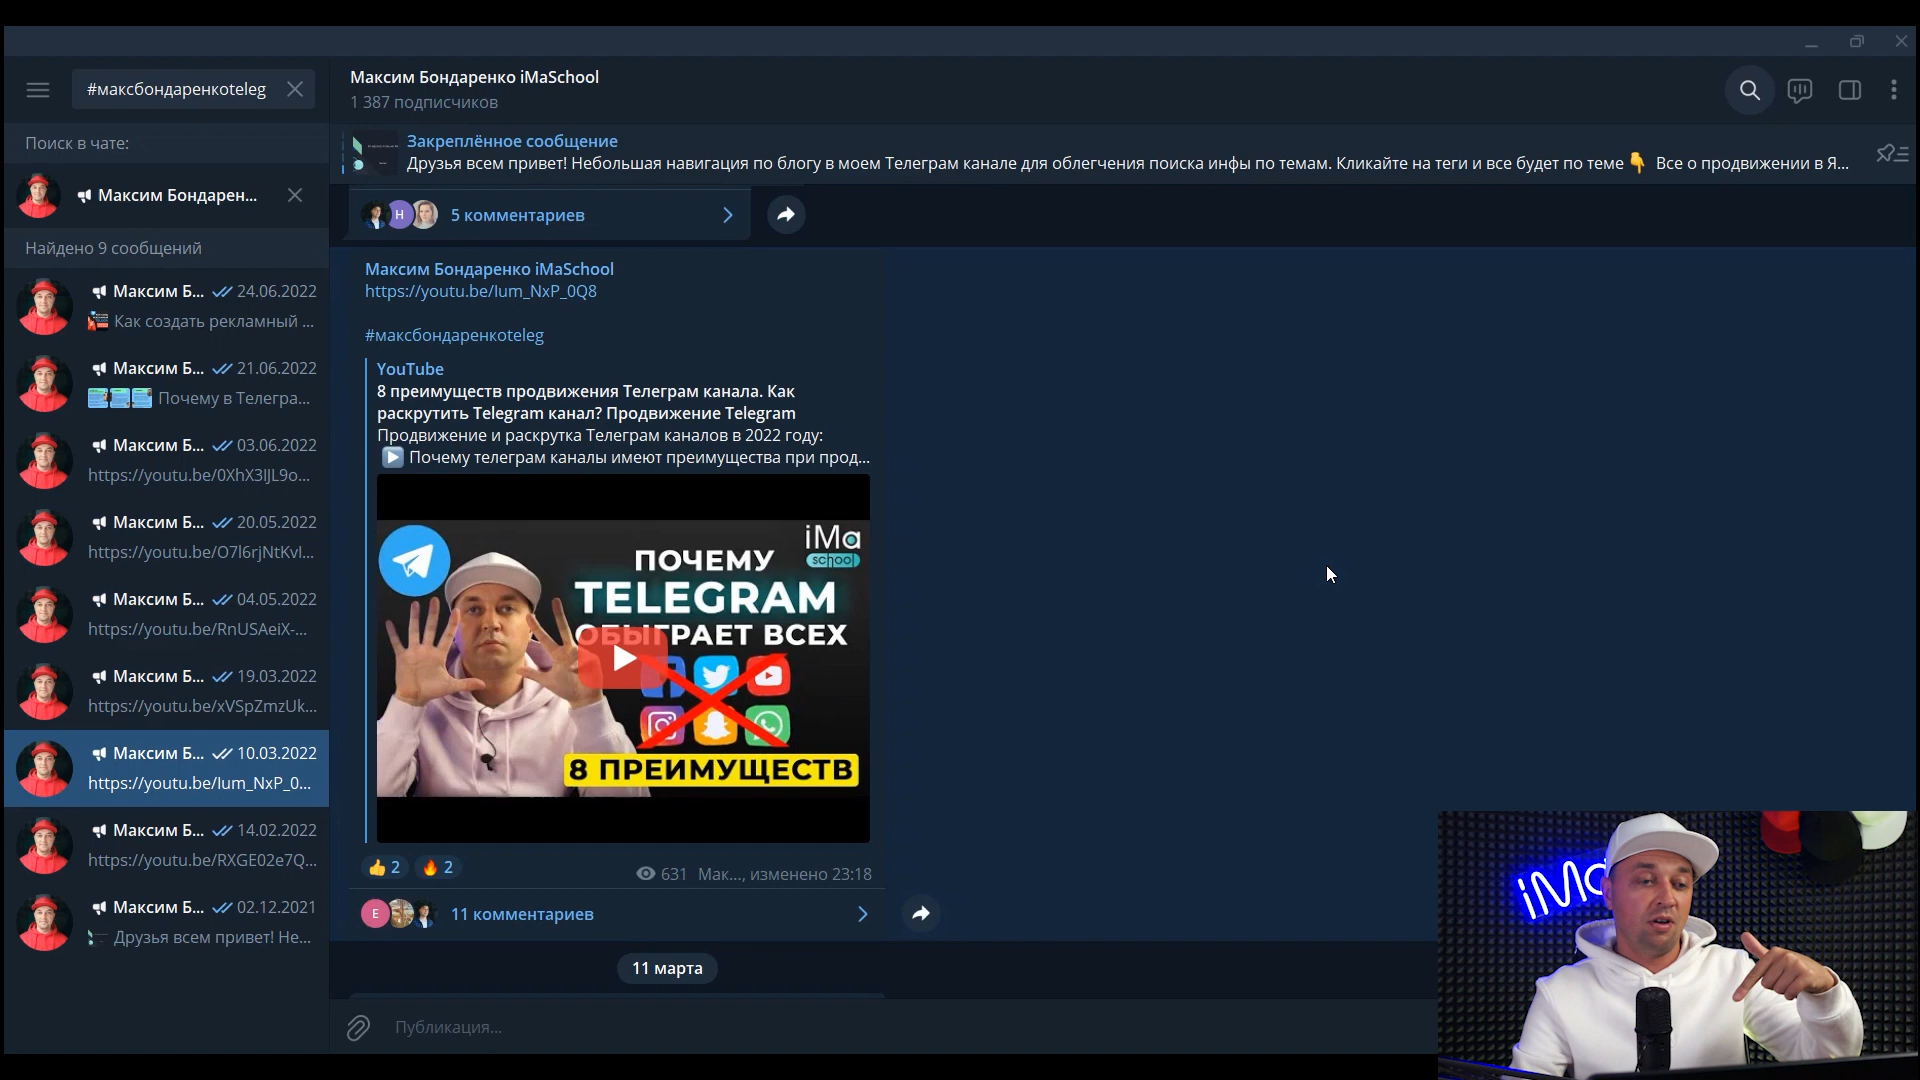 #максбондаренкоteleg
Поиск в чате:
Максим Бондарен...
Найдено 9 сообщений
Максим Б... 24.06.2022
Как создать рекламный ...
Максим Б... 21.06.2022
Почему в Телегра...
Максим Б... 03.06.2022
https://youtu.be/0XhX3lJL9o...
Максим Б... 20.05.2022
https://youtu.be/O7l6rjNtKvI...
Максим Б... 04.05.2022
https://youtu.be/RnUSAeiX-...
Максим Б... 19.03.2022
https://youtu.be/xVSpZmzUk...
Максим Б... 10.03.2022
https://youtu.be/Ium_NxP_0...
Максим Б... 14.02.2022
https://youtu.be/RXGE02e7Q...
Максим Б... 02.12.2021
Друзья всем привет! Не...
Максим Бондаренко iMaSchool
1 387 подписчиков
Закреплённое сообщение
Друзья всем привет! Небольшая навигация по блогу в моем Телеграм канале для облегчения поиска инфы по темам. Кликайте на теги и все будет по теме 👇 Все о продвижении в Я...
Н
5 комментариев
Максим Бондаренко iMaSchool
https://youtu.be/Ium_NxP_0Q8
#максбондаренкоteleg
YouTube
8 преимуществ продвижения Телеграм канала. Как
раскрутить Telegram канал? Продвижение Telegram
Продвижение и раскрутка Телеграм каналов в 2022 году:
▶️ Почему телеграм каналы имеют преимущества при прод...
iMa
school
ПОЧЕМУ
TELEGRAM
ОБЫГРАЕТ ВСЕХ
8 ПРЕИМУЩЕСТВ
👍 2 🔥 2
631 Мак..., изменено 23:18
Е
11 комментариев
11 марта
Публикация...
iMa